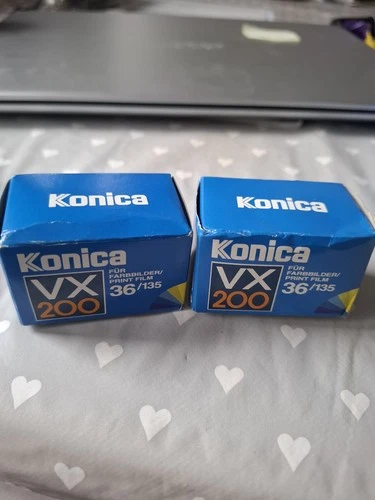 Konica
Konica
VX
200
FÜR
FARBBILDER/
PRINT FILM
36/135
Konica
Konica
VX
200
FÜR
FARBBILDER/
PRINT FILM
36/135